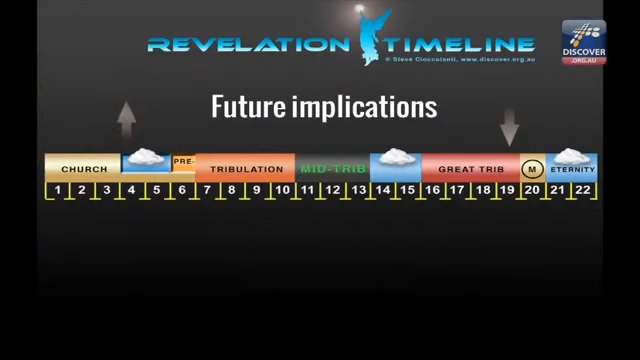 REVELATION TIMELINE
© Steve Cioccolanti, www.discover.org.au
DISCOVER
.ORG.AU
Future implications
CHURCH PRE- TRIBULATION MID-TRIB GREAT TRIB M ETERNITY
1 2 3 4 5 6 7 8 9 10 11 12 13 14 15 16 17 18 19 20 21 22